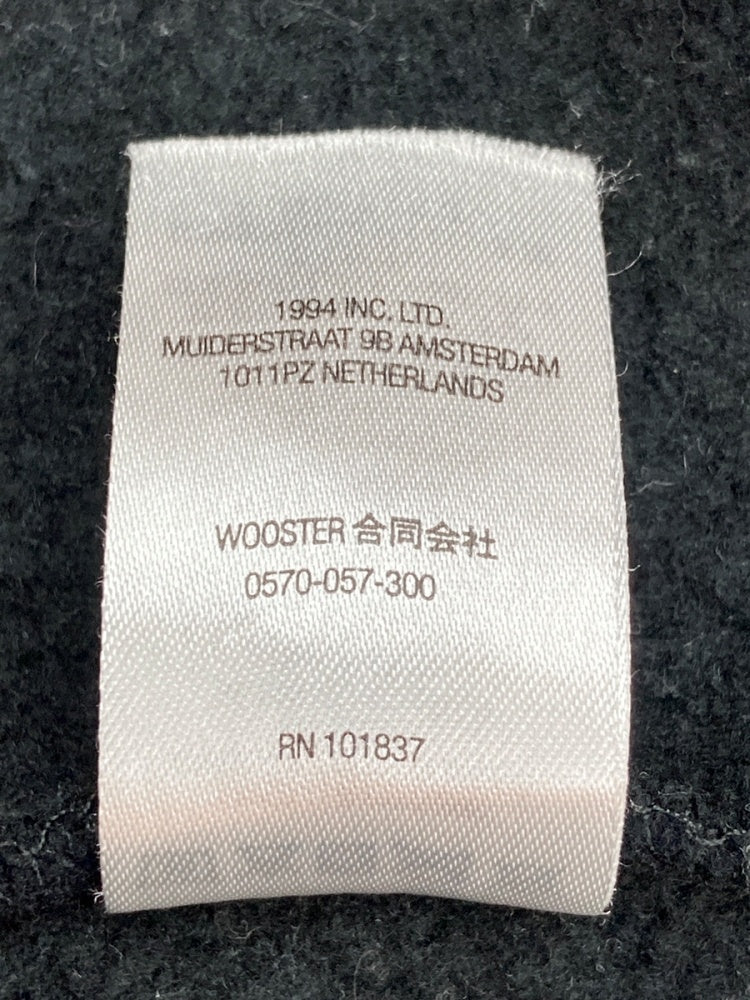 1994 INC. LTD.
MUIDERSTRAAT 9B AMSTERDAM
1011PZ NETHERLANDS
WOOSTER 合同会社
0570-057-300
RN 101837